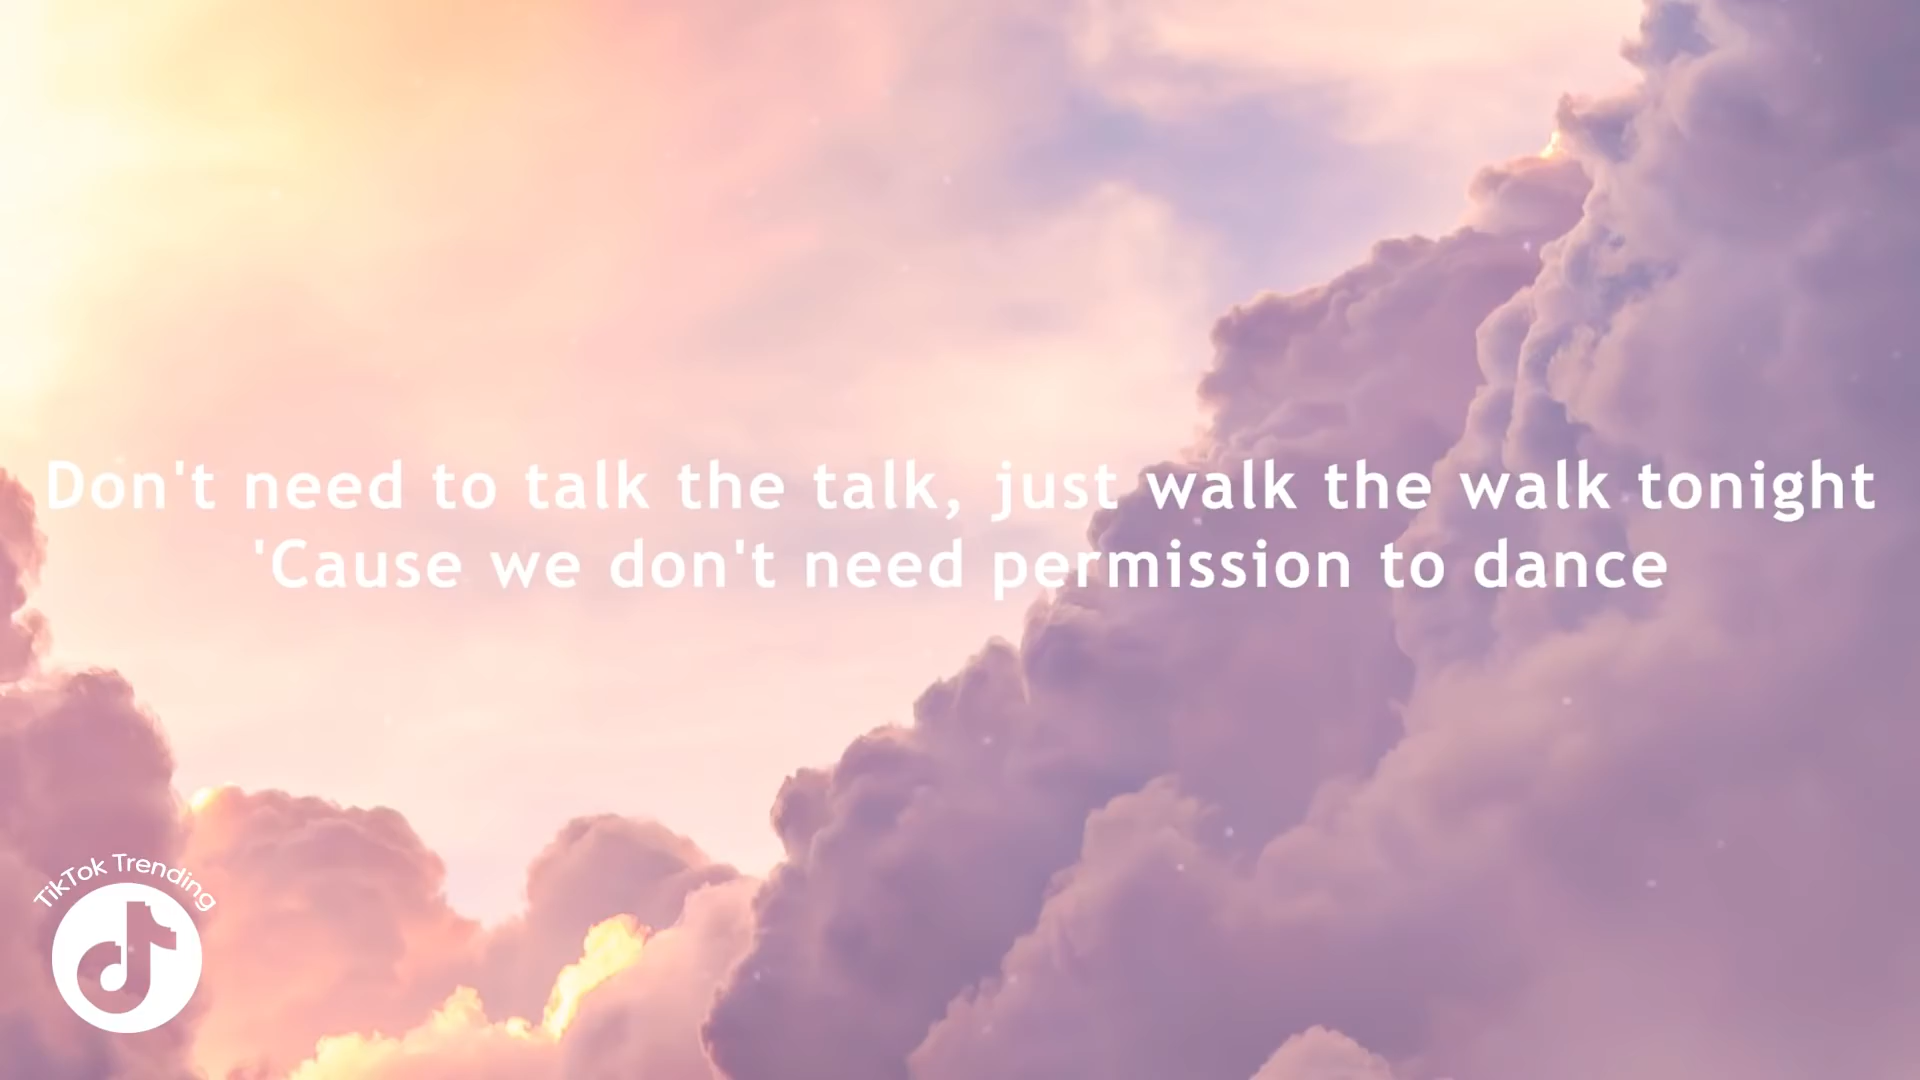 Don't need to talk the talk, just walk the walk tonight
'Cause we don't need permission to dance
TikTok Trending